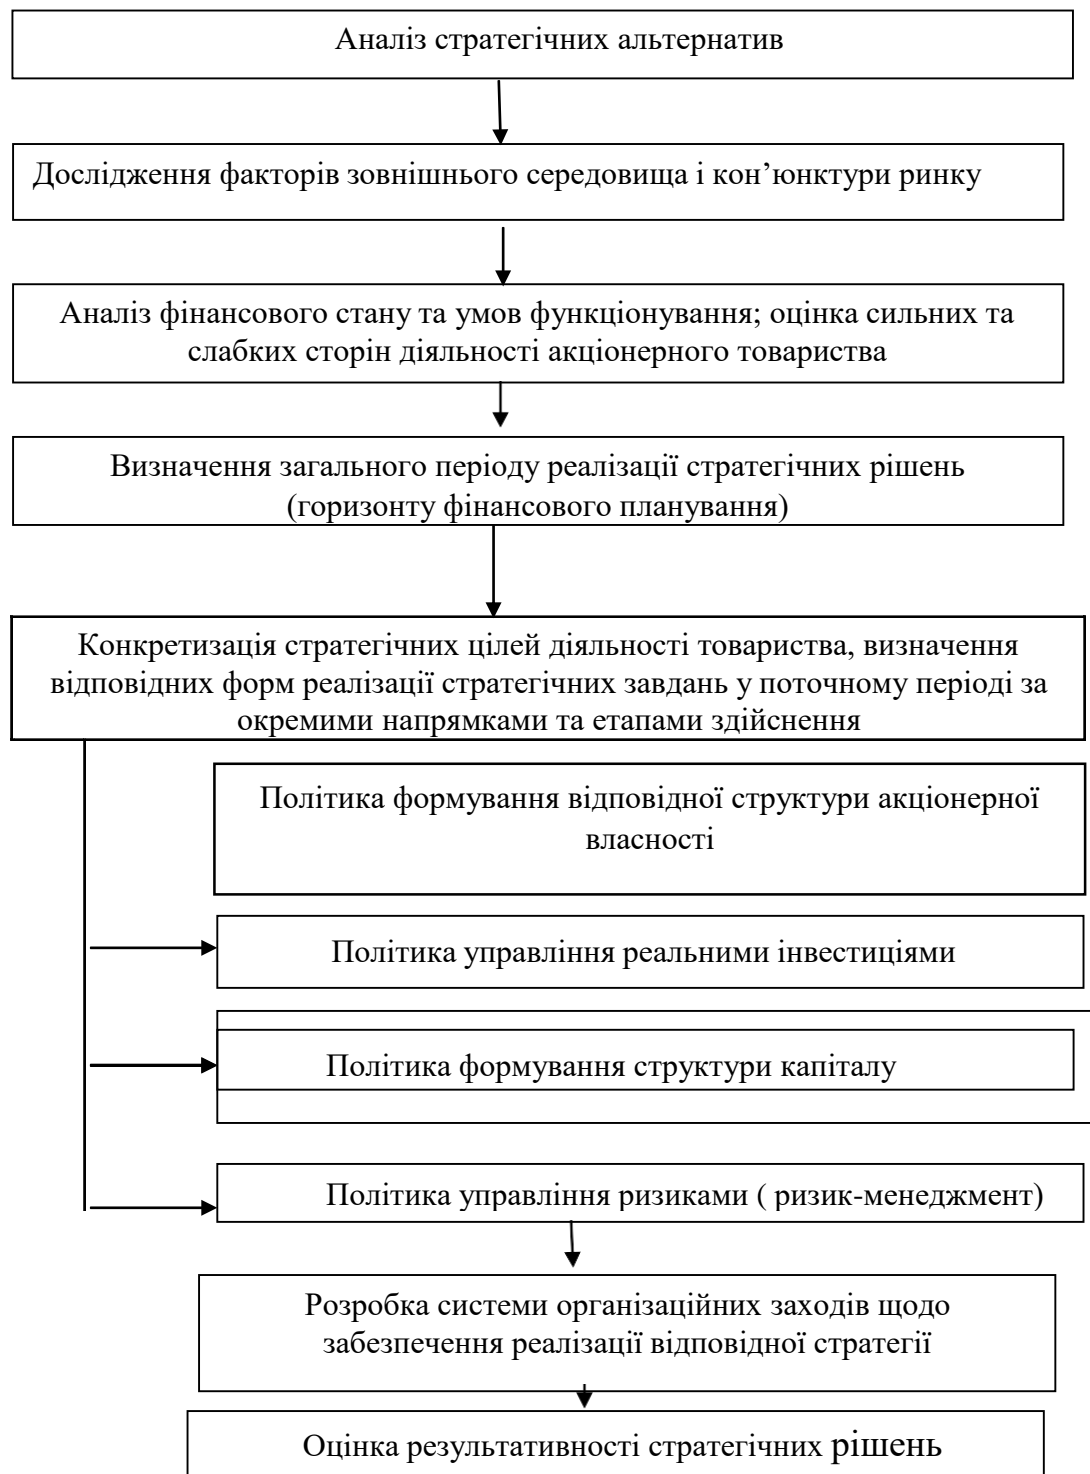 Аналіз стратегічних альтернатив
Дослідження факторів зовнішнього середовища і кон’юнктури ринку
Аналіз фінансового стану та умов функціонування; оцінка сильних та
слабких сторін діяльності акціонерного товариства
Визначення загального періоду реалізації стратегічних рішень
(горизонту фінансового планування)
Конкретизація стратегічних цілей діяльності товариства, визначення
відповідних форм реалізації стратегічних завдань у поточному періоді за
окремими напрямками та етапами здійснення
Політика формування відповідної структури акціонерної
власності
Політика управління реальними інвестиціями
Політика формування структури капіталу
Політика управління ризиками ( ризик-менеджмент)
Розробка системи організаційних заходів щодо
забезпечення реалізації відповідної стратегії
Оцінка результативності стратегічних рішень